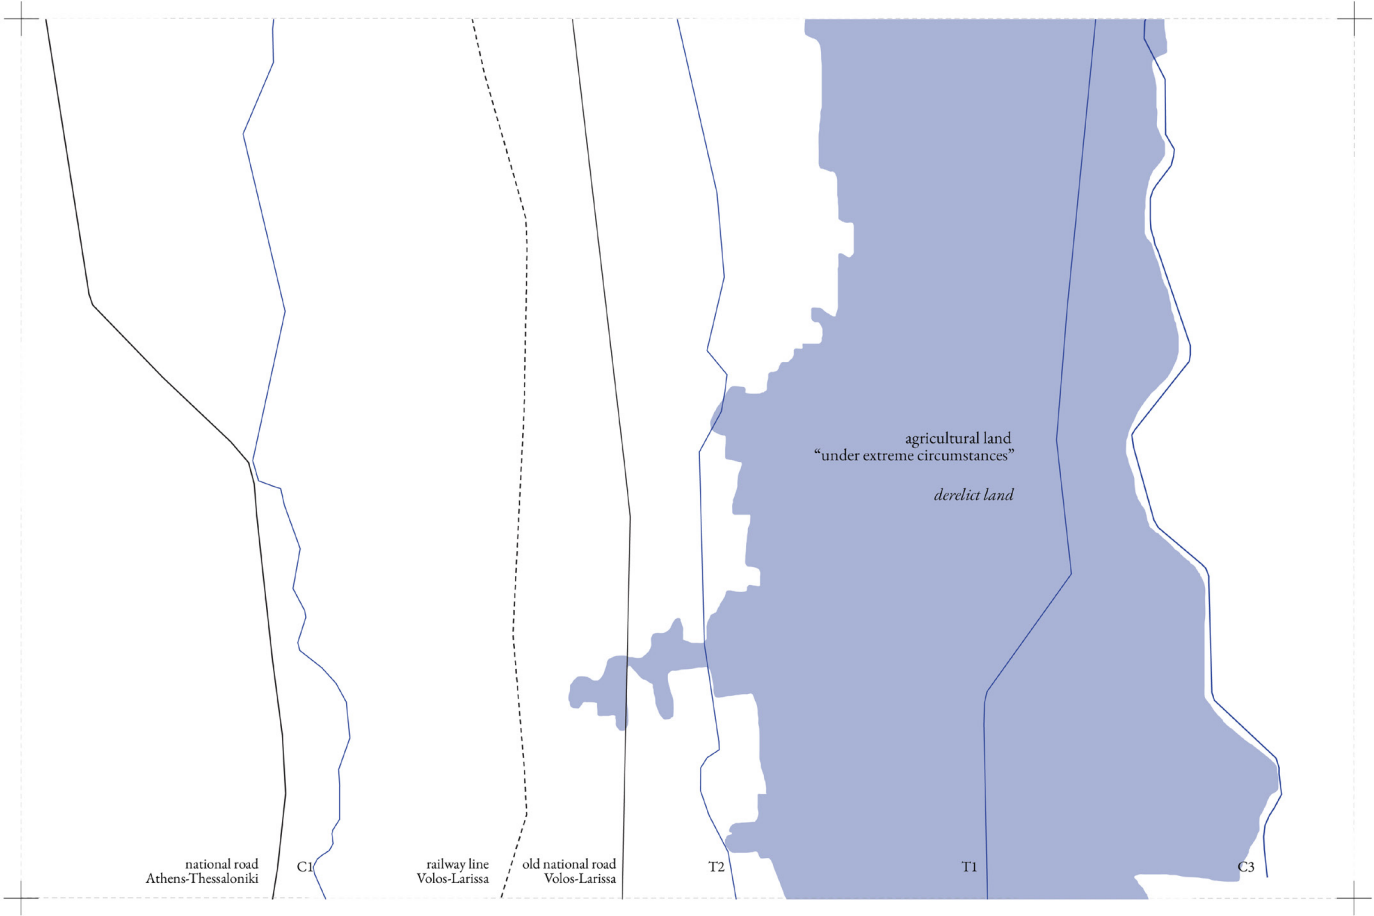 agricultural land
“under extreme circumstances”
derelict land
national road
Athens-Thessaloniki
C1
railway line
Volos-Larissa
old national road
Volos-Larissa
T2
T1
C3